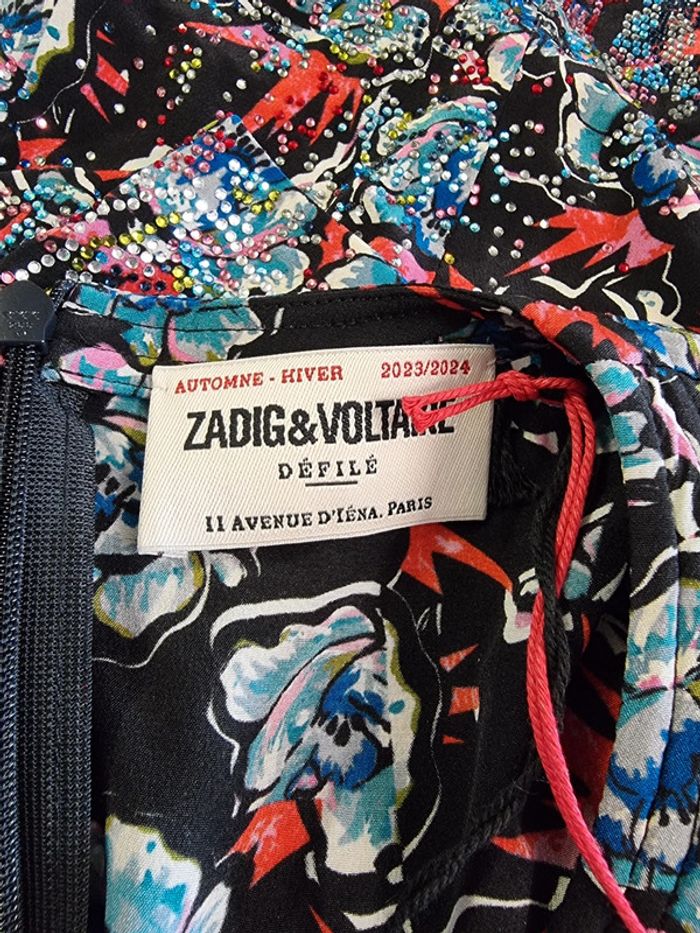 AUTOMNE - HIVER 2023/2024
ZADIG&VOLTAIRE
DÉFILÉ
11 AVENUE D'IÉNA. PARIS